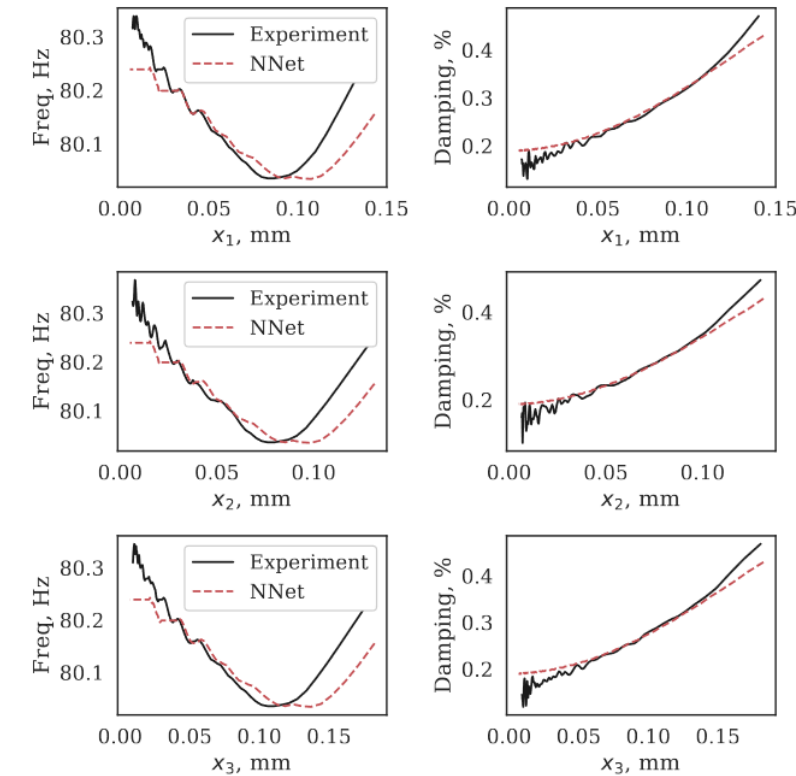 Freq, Hz
80.3
80.2
80.1
Experiment
NNet
0.00 0.05 0.10 0.15
x₁, mm
Damping, %
0.4
0.3
0.2
0.00 0.05 0.10 0.15
x₁, mm
Freq, Hz
80.3
80.2
80.1
Experiment
NNet
0.00 0.05 0.10
x₂, mm
Damping, %
0.4
0.2
0.00 0.05 0.10
x₂, mm
Freq, Hz
80.3
80.2
80.1
Experiment
NNet
0.00 0.05 0.10 0.15
x₃, mm
Damping, %
0.4
0.3
0.2
0.00 0.05 0.10 0.15
x₃, mm